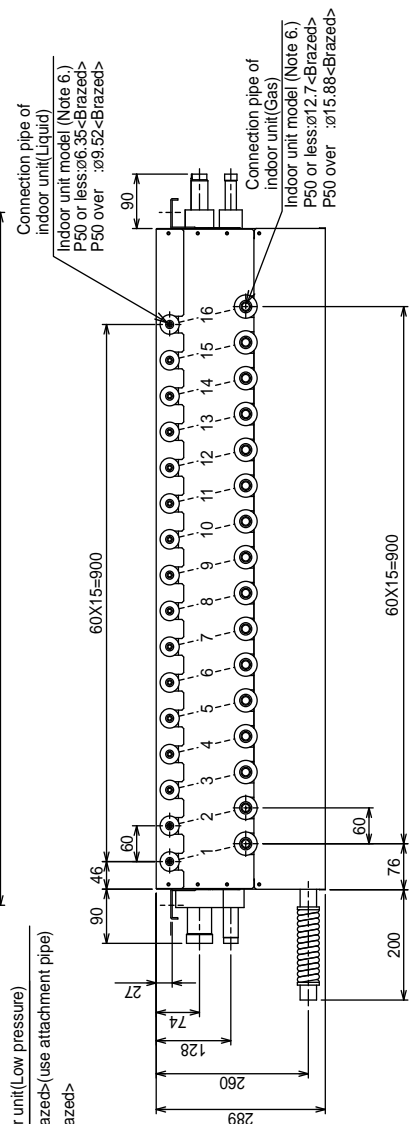 Connection pipe of
indoor unit(Liquid)
Indoor unit model (Note 6.)
P50 or less:ø6.35<Brazed>
P50 over :ø9.52<Brazed>
Connection pipe of
indoor unit(Gas)
Indoor unit model (Note 6.)
P50 or less:ø12.7<Brazed>
P50 over :ø15.88<Brazed>
90
60X15=900
16
15
14
13
12
11
10
9
8
7
6
5
4
3
2
1
60
46
90
27
74
128
260
289
60X15=900
60
76
200
r unit(Low pressure)
azed>(use attachment pipe)
azed>